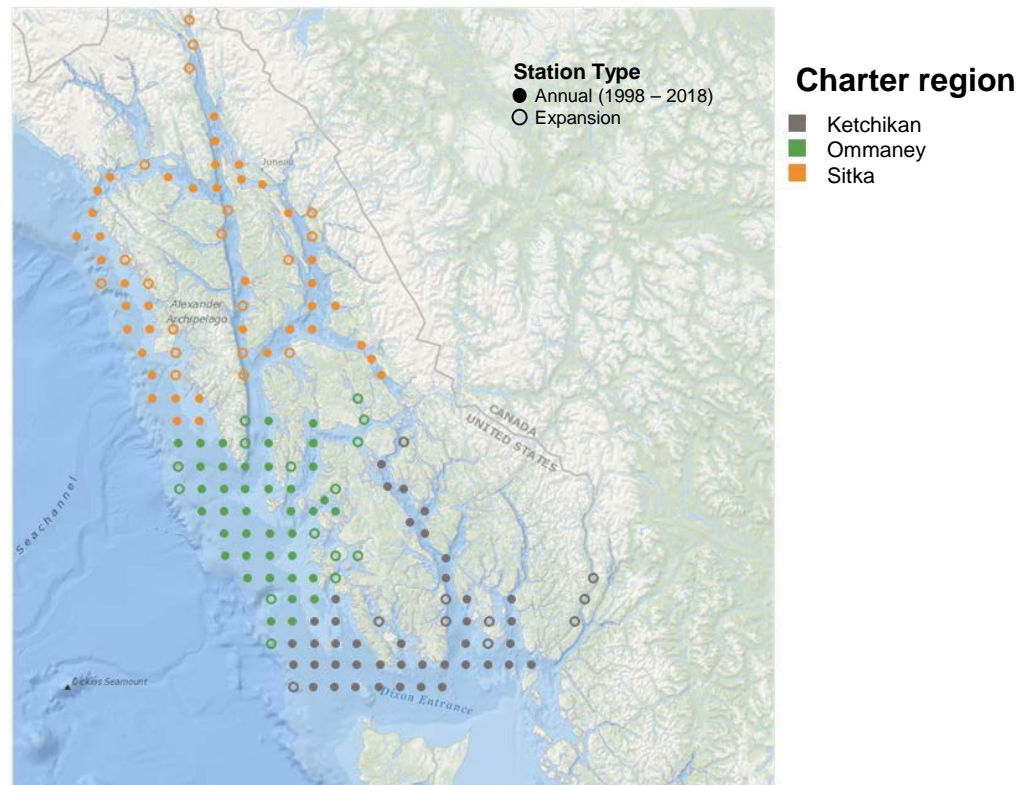 Station Type
Annual (1998 – 2018)
Expansion
Charter region
Ketchikan
Ommaney
Sitka
Juneau
Alexander
Archipelago
CANADA
UNITED STATES
Seachannel
Dickins Seamount
Dixon Entrance